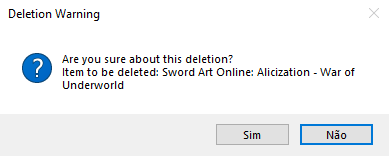 Deletion Warning
Are you sure about this deletion?
Item to be deleted: Sword Art Online: Alicization - War of
Underworld
Sim
Não